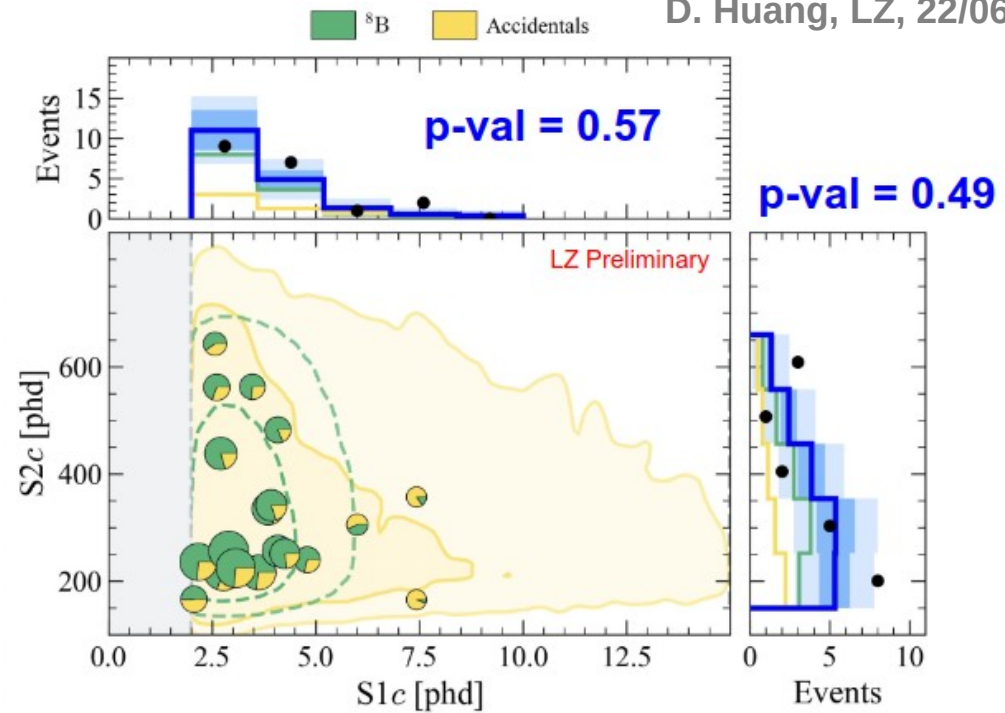 D. Huang, LZ, 22/06
⁸B Accidentals
Events
15
10
5
0
p-val = 0.57
p-val = 0.49
LZ Preliminary
S2c [phd]
600
400
200
0.0 2.5 5.0 7.5 10.0 12.5
S1c [phd]
0 5 10
Events